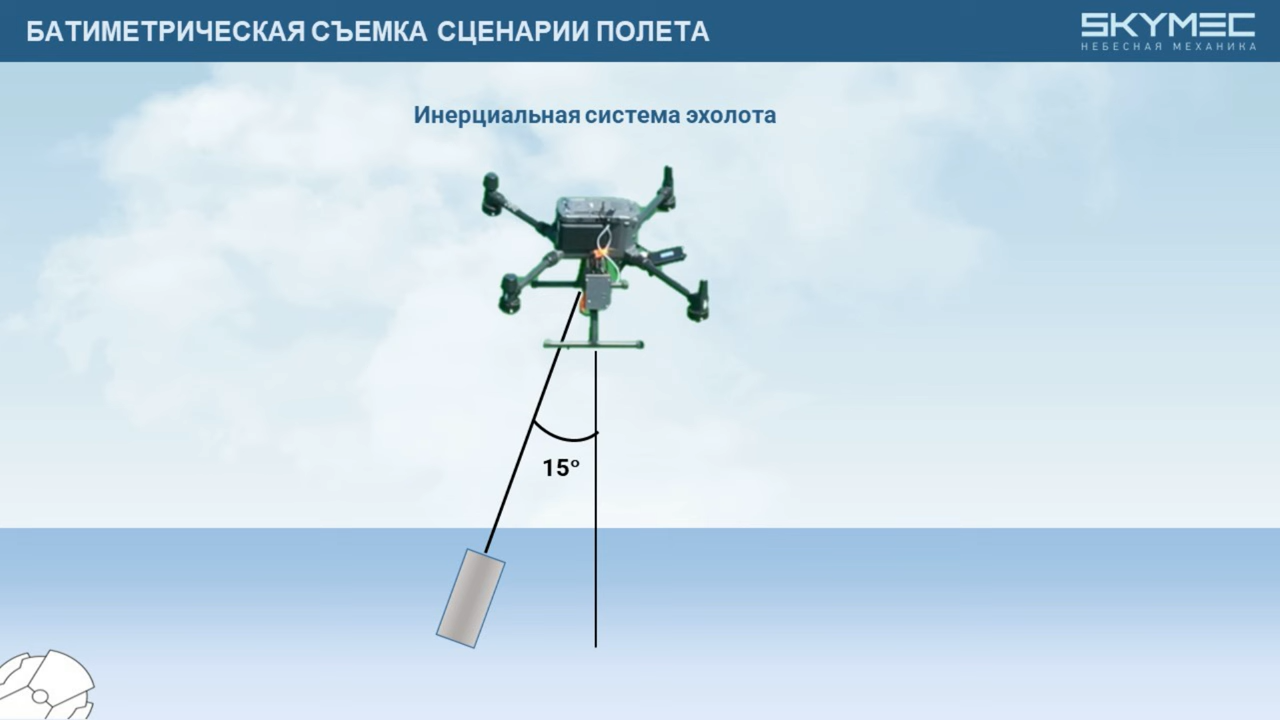 БАТИМЕТРИЧЕСКАЯ СЪЕМКА СЦЕНАРИИ ПОЛЕТА
SKYMEC
НЕБЕСНАЯ МЕХАНИКА
Инерциальная система эхолота
15°